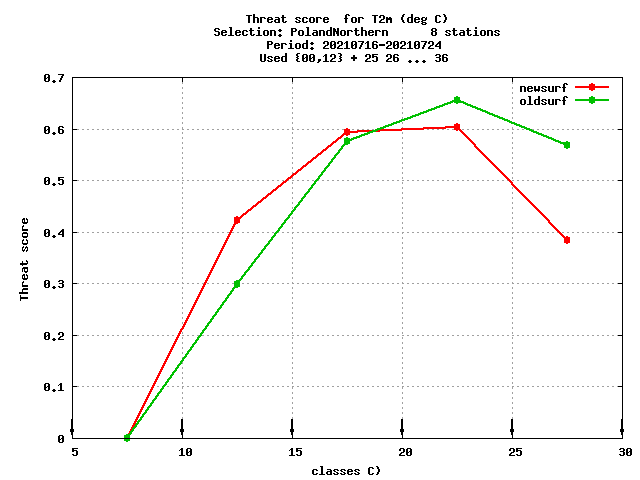 Threat score  for T2m (deg C)
Selection: PolandNorthern      8 stations
Period: 20210716-20210724
Used {00,12} + 25 26 ... 36
newsurf
oldsurf
0.7
0.6
0.5
0.4
0.3
0.2
0.1
0
Threat score
5 10 15 20 25 30
classes C)